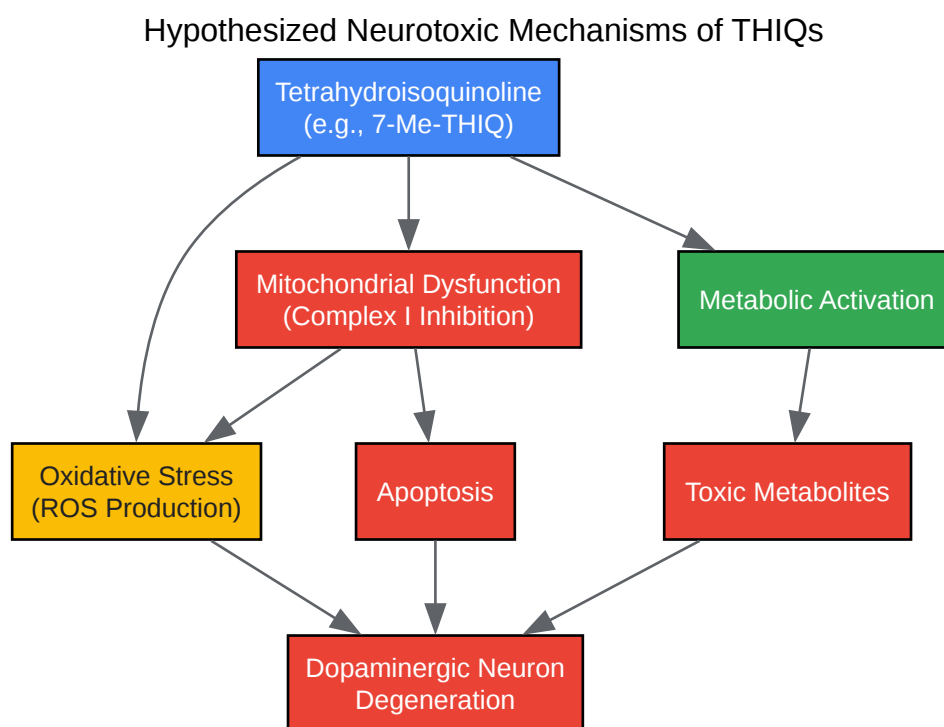 Hypothesized Neurotoxic Mechanisms of THIQs
Tetrahydroisoquinoline
(e.g., 7-Me-THIQ)
Mitochondrial Dysfunction
(Complex I Inhibition)
Metabolic Activation
Oxidative Stress
(ROS Production)
Apoptosis
Toxic Metabolites
Dopaminergic Neuron
Degeneration